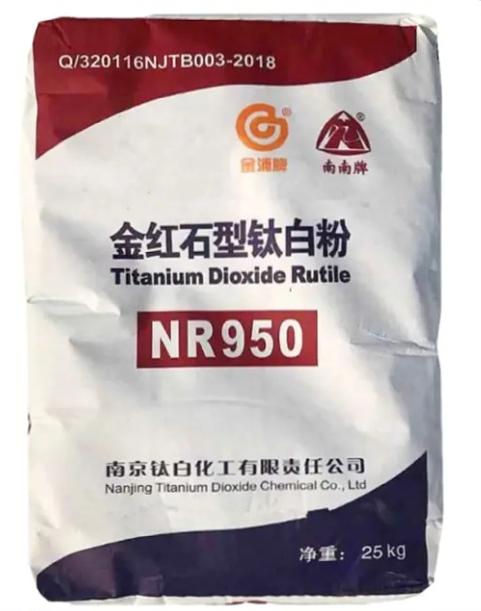 Q/320116NJTB003-2018
金浦牌
南南牌
金红石型钛白粉
Titanium Dioxide Rutile
NR950
南京钛白化工有限责任公司
Nanjing Titanium Dioxide Chemical Co., Ltd
净重： 25 kg